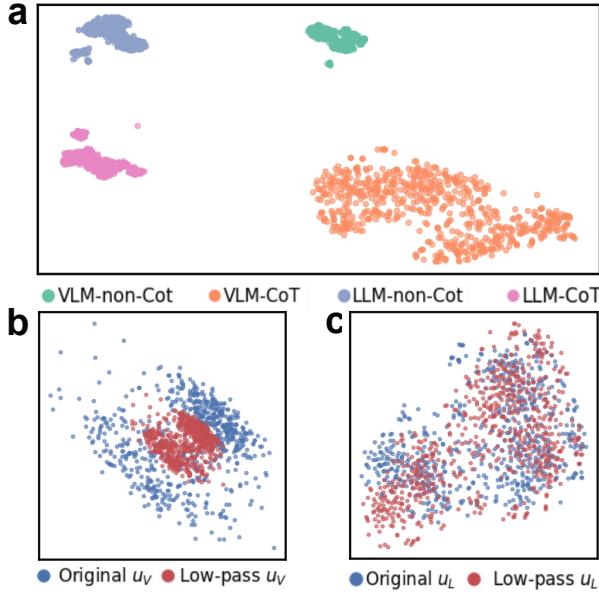 a
VLM-non-Cot VLM-CoT LLM-non-CoT LLM-CoT
b c
Original u_V Low-pass u_V Original u_L Low-pass u_L